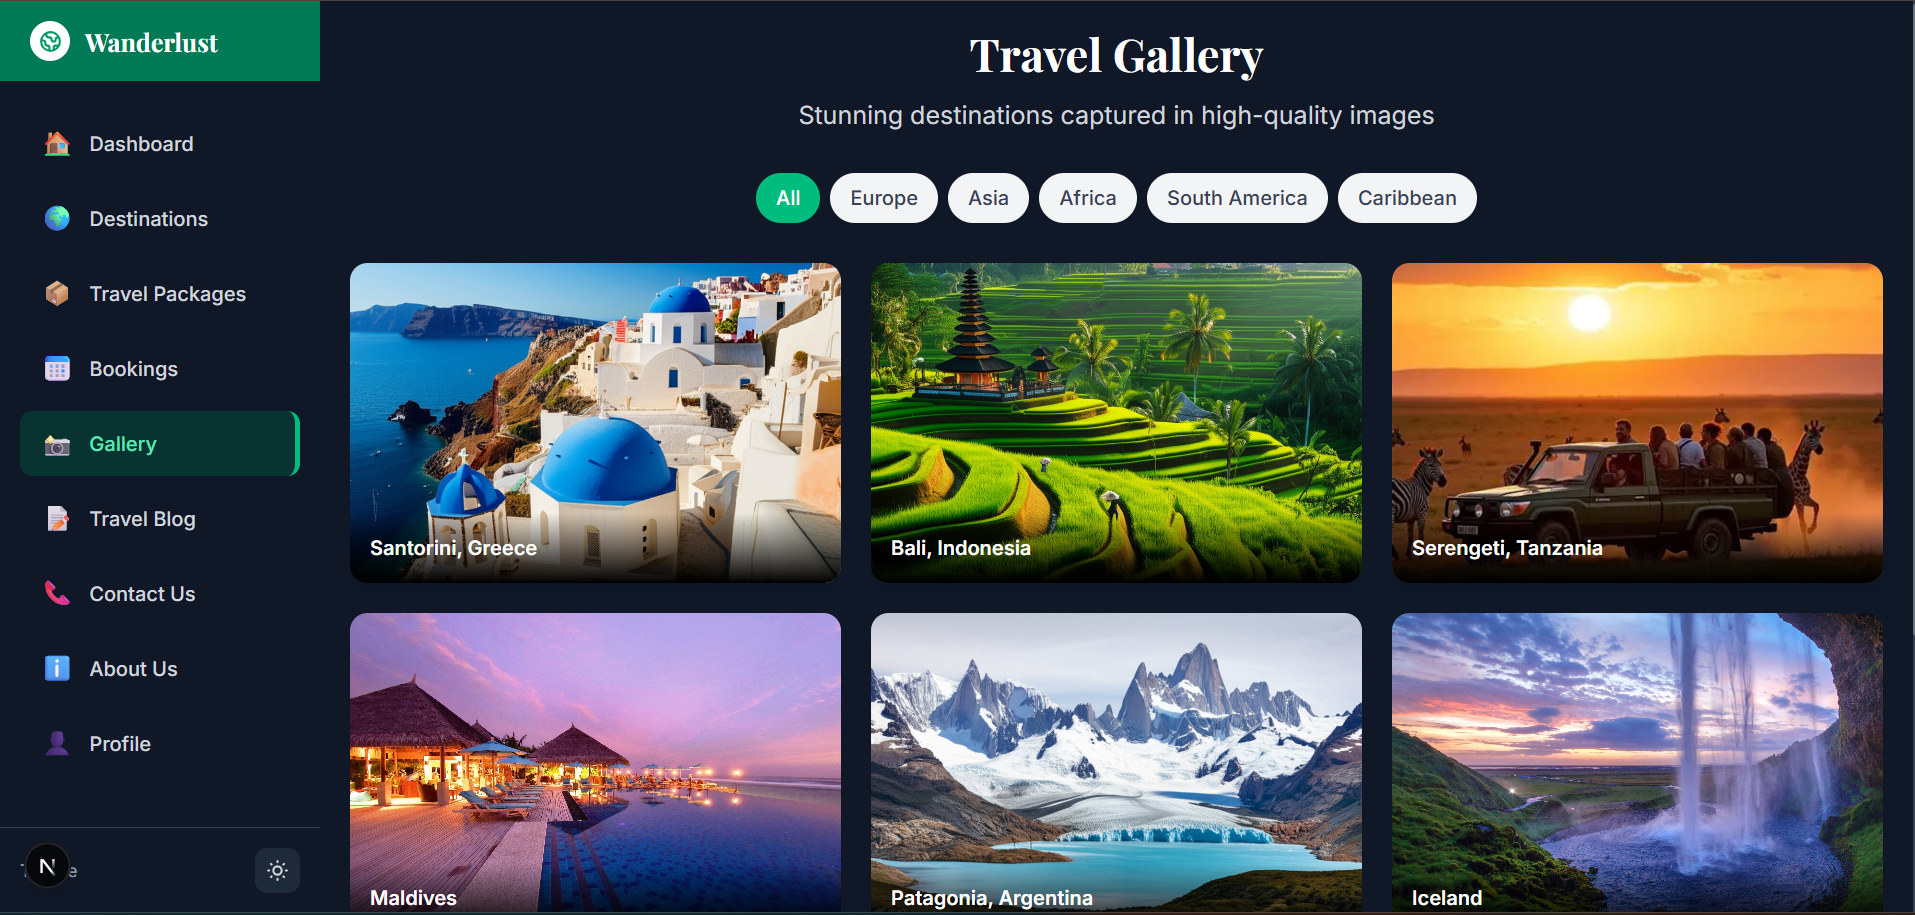 Wanderlust
Dashboard
Destinations
Travel Packages
Bookings
Gallery
Travel Blog
Contact Us
About Us
Profile
N
Travel Gallery
Stunning destinations captured in high-quality images
All
Europe
Asia
Africa
South America
Caribbean
Santorini, Greece
Bali, Indonesia
Serengeti, Tanzania
Maldives
Patagonia, Argentina
Iceland